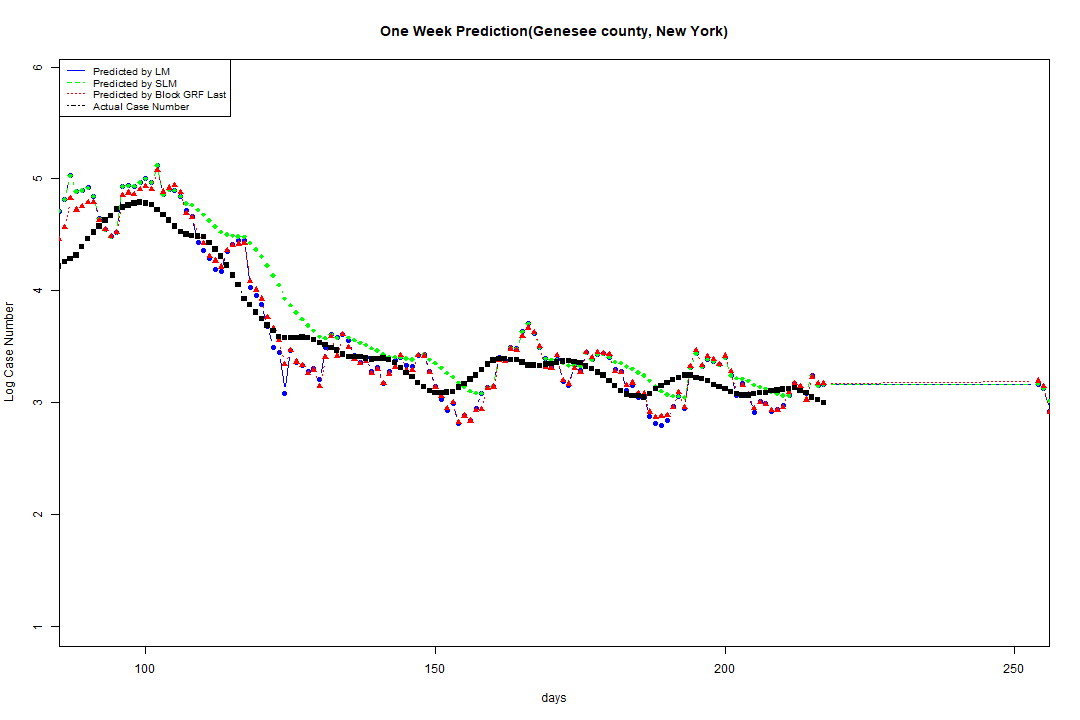 One Week Prediction(Genesee county, New York)
Predicted by LM
Predicted by SLM
Predicted by Block GRF Last
Actual Case Number
6
5
4
3
2
1
Log Case Number
100 150 200 250
days